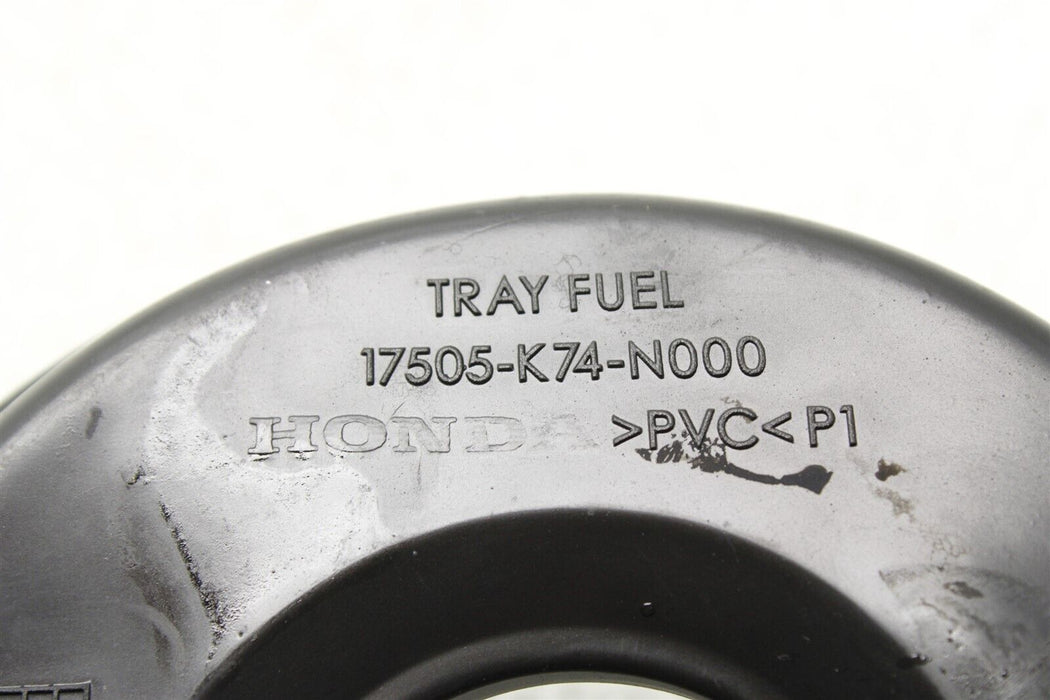 TRAY FUEL
17505-K74-N000
HONDA >PVC< P1